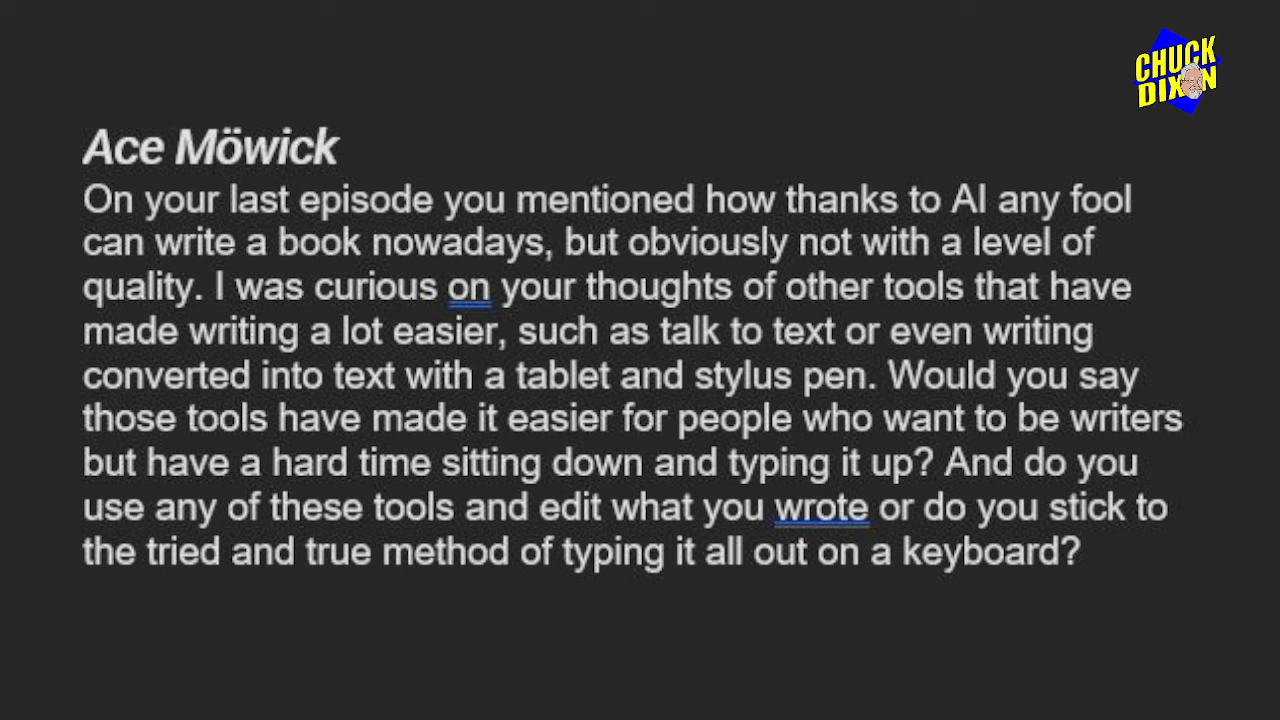 CHUCK
DIXON
Ace Möwick
On your last episode you mentioned how thanks to AI any fool
can write a book nowadays, but obviously not with a level of
quality. I was curious on your thoughts of other tools that have
made writing a lot easier, such as talk to text or even writing
converted into text with a tablet and stylus pen. Would you say
those tools have made it easier for people who want to be writers
but have a hard time sitting down and typing it up? And do you
use any of these tools and edit what you wrote or do you stick to
the tried and true method of typing it all out on a keyboard?